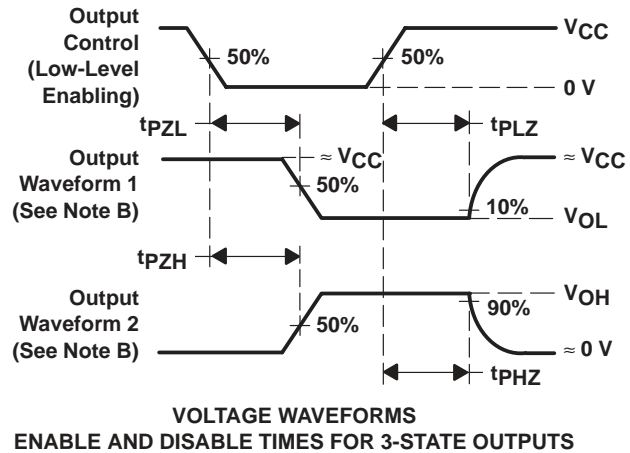 Output
Control
(Low-Level
Enabling)
50%
50%
VCC
0 V
tPZL
tPLZ
Output
Waveform 1
(See Note B)
≈ VCC
50%
≈ VCC
10%
VOL
tPZH
Output
Waveform 2
(See Note B)
50%
VOH
90%
≈ 0 V
tPHZ
VOLTAGE WAVEFORMS
ENABLE AND DISABLE TIMES FOR 3-STATE OUTPUTS